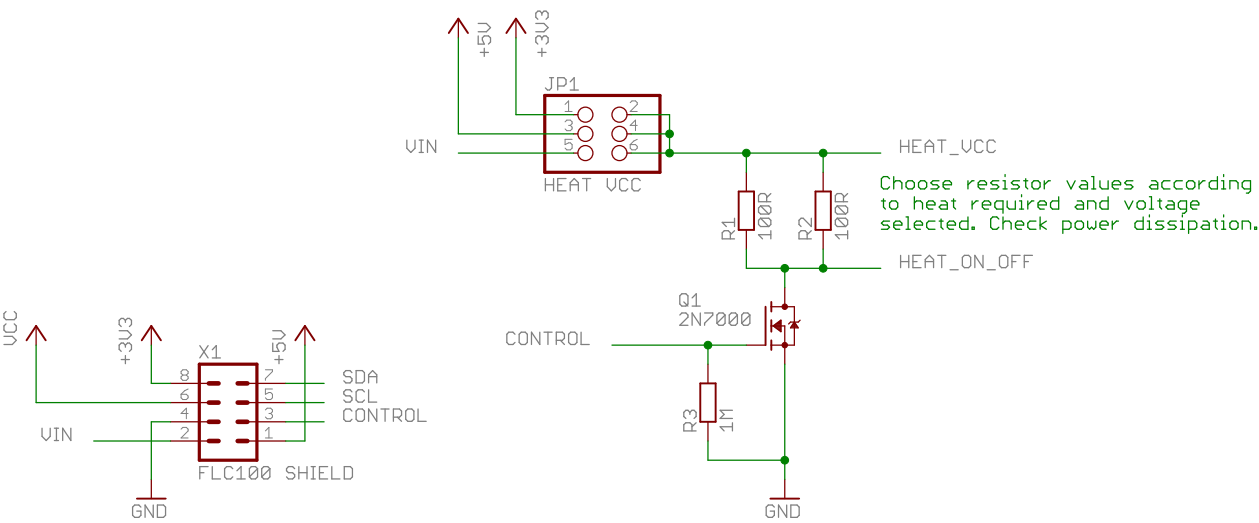 +5V
+3V3
JP1
1 2
3 4
5 6
VIN
HEAT VCC
HEAT_VCC
Choose resistor values according
to heat required and voltage
selected. Check power dissipation.
R1
100R
R2
100R
HEAT_ON_OFF
Q1
2N7000
CONTROL
R3
1M
GND
VCC
+3V3
+5V
X1
8 7 SDA
6 5 SCL
4 3 CONTROL
VIN 2 1
FLC100 SHIELD
GND